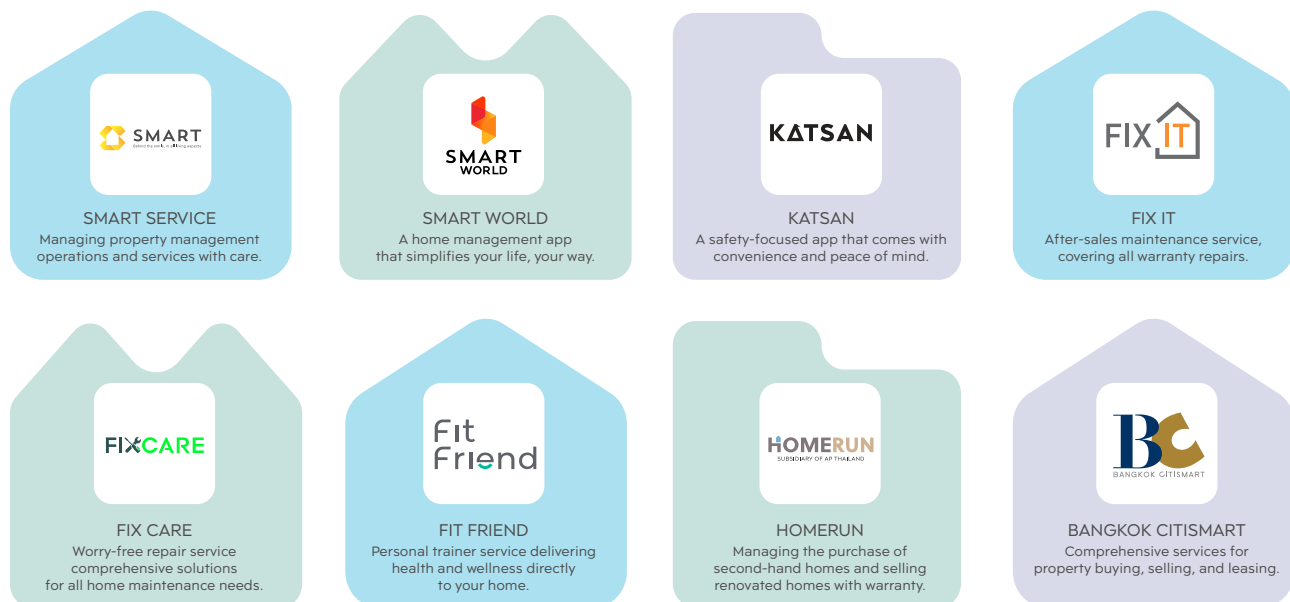 SMART
SMART SERVICE
Managing property management
operations and services with care.
SMART
WORLD
SMART WORLD
A home management app
that simplifies your life, your way.
KATSAN
KATSAN
A safety-focused app that comes with
convenience and peace of mind.
FIX IT
FIX IT
After-sales maintenance service,
covering all warranty repairs.
FIXCARE
FIX CARE
Worry-free repair service
comprehensive solutions
for all home maintenance needs.
Fit
Friend
FIT FRIEND
Personal trainer service delivering
health and wellness directly
to your home.
HOMERUN
SUBSIDIARY OF AP THAILAND
HOMERUN
Managing the purchase of
second-hand homes and selling
renovated homes with warranty.
BC
BANGKOK CITISMART
BANGKOK CITISMART
Comprehensive services for
property buying, selling, and leasing.